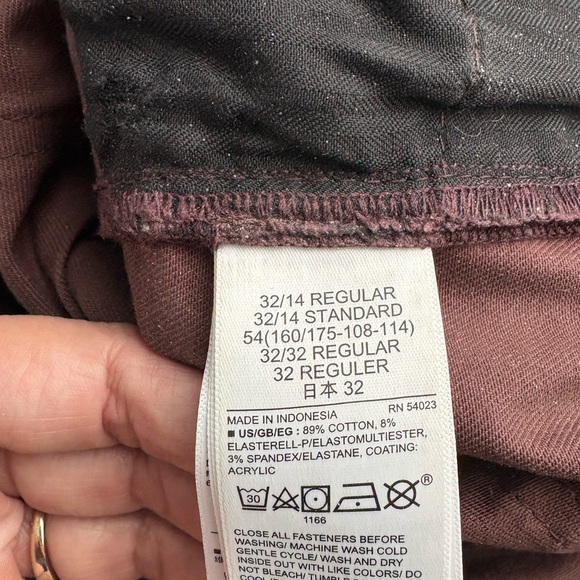 32/14 REGULAR
32/14 STANDARD
54(160/175-108-114)
32/32 REGULAR
32 REGULER
日本 32
MADE IN INDONESIA RN 54023
■ US/GB/EG : 89% COTTON, 8%
ELASTERELL-P/ELASTOMULTIESTER,
3% SPANDEX/ELASTANE, COATING:
ACRYLIC
30
®
1166
CLOSE ALL FASTENERS BEFORE
WASHING/ MACHINE WASH COLD
GENTLE CYCLE/ WASH AND DRY
INSIDE OUT WITH LIKE COLORS/ DO
NOT BLEACH/ TUMBLE D